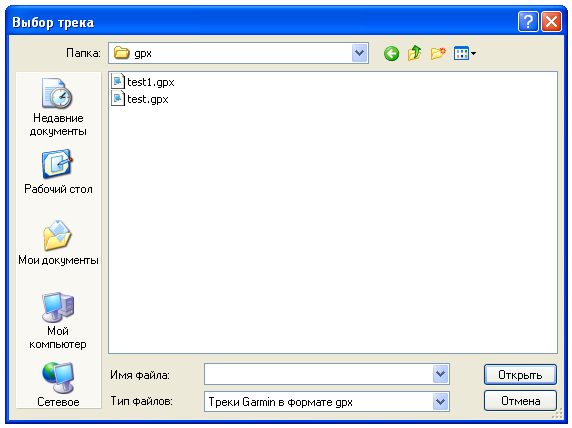 Выбор трека
Папка:
gpx
Недавние
документы
Рабочий стол
Мои документы
Мой
компьютер
Сетевое
test1.gpx
test.gpx
Имя файла:
Открыть
Тип файлов:
Треки Garmin в формате gpx
Отмена